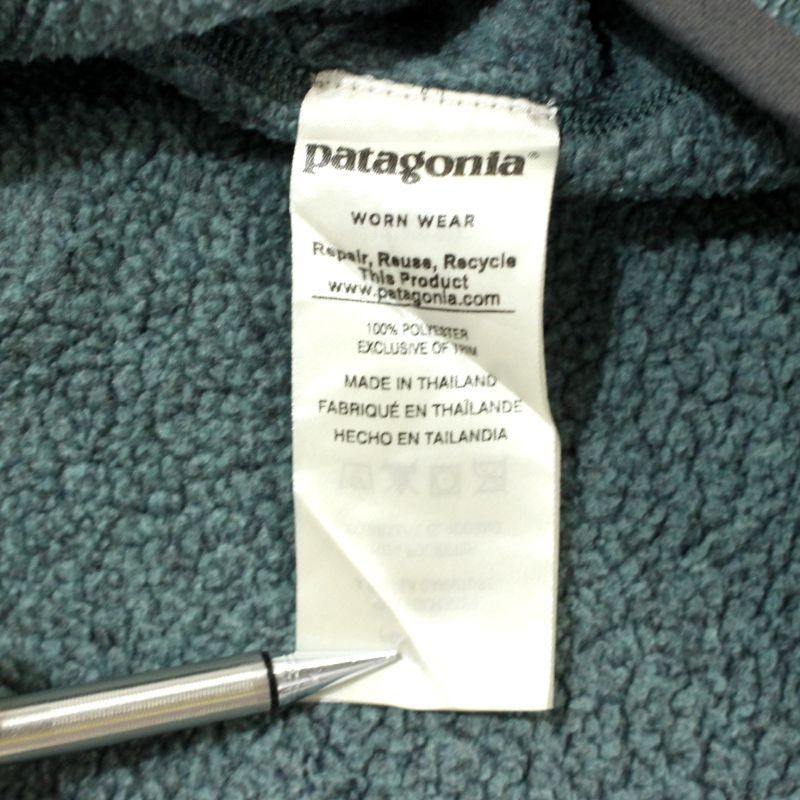 patagonia®
WORN WEAR
Repair, Reuse, Recycle
This Product
www.patagonia.com
100% POLYESTER
EXCLUSIVE OF TRIM
MADE IN THAILAND
FABRIQUÉ EN THAÏLANDE
HECHO EN TAILANDIA